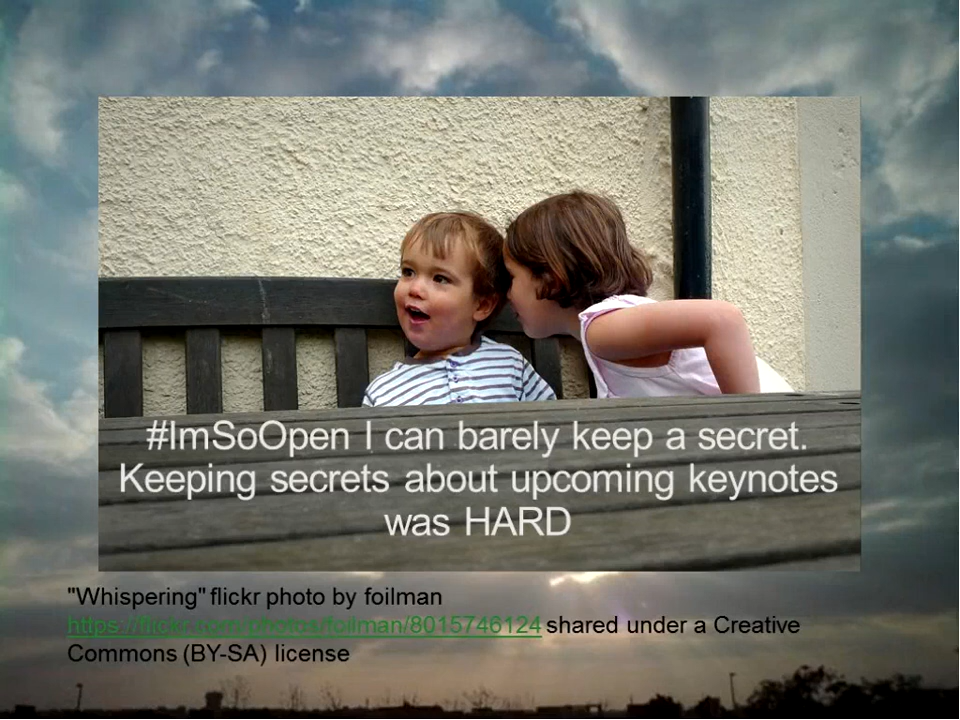 #ImSoOpen I can barely keep a secret.
Keeping secrets about upcoming keynotes
was HARD
"Whispering" flickr photo by foilman
https://flickr.com/photos/foilman/8015746124 shared under a Creative
Commons (BY-SA) license